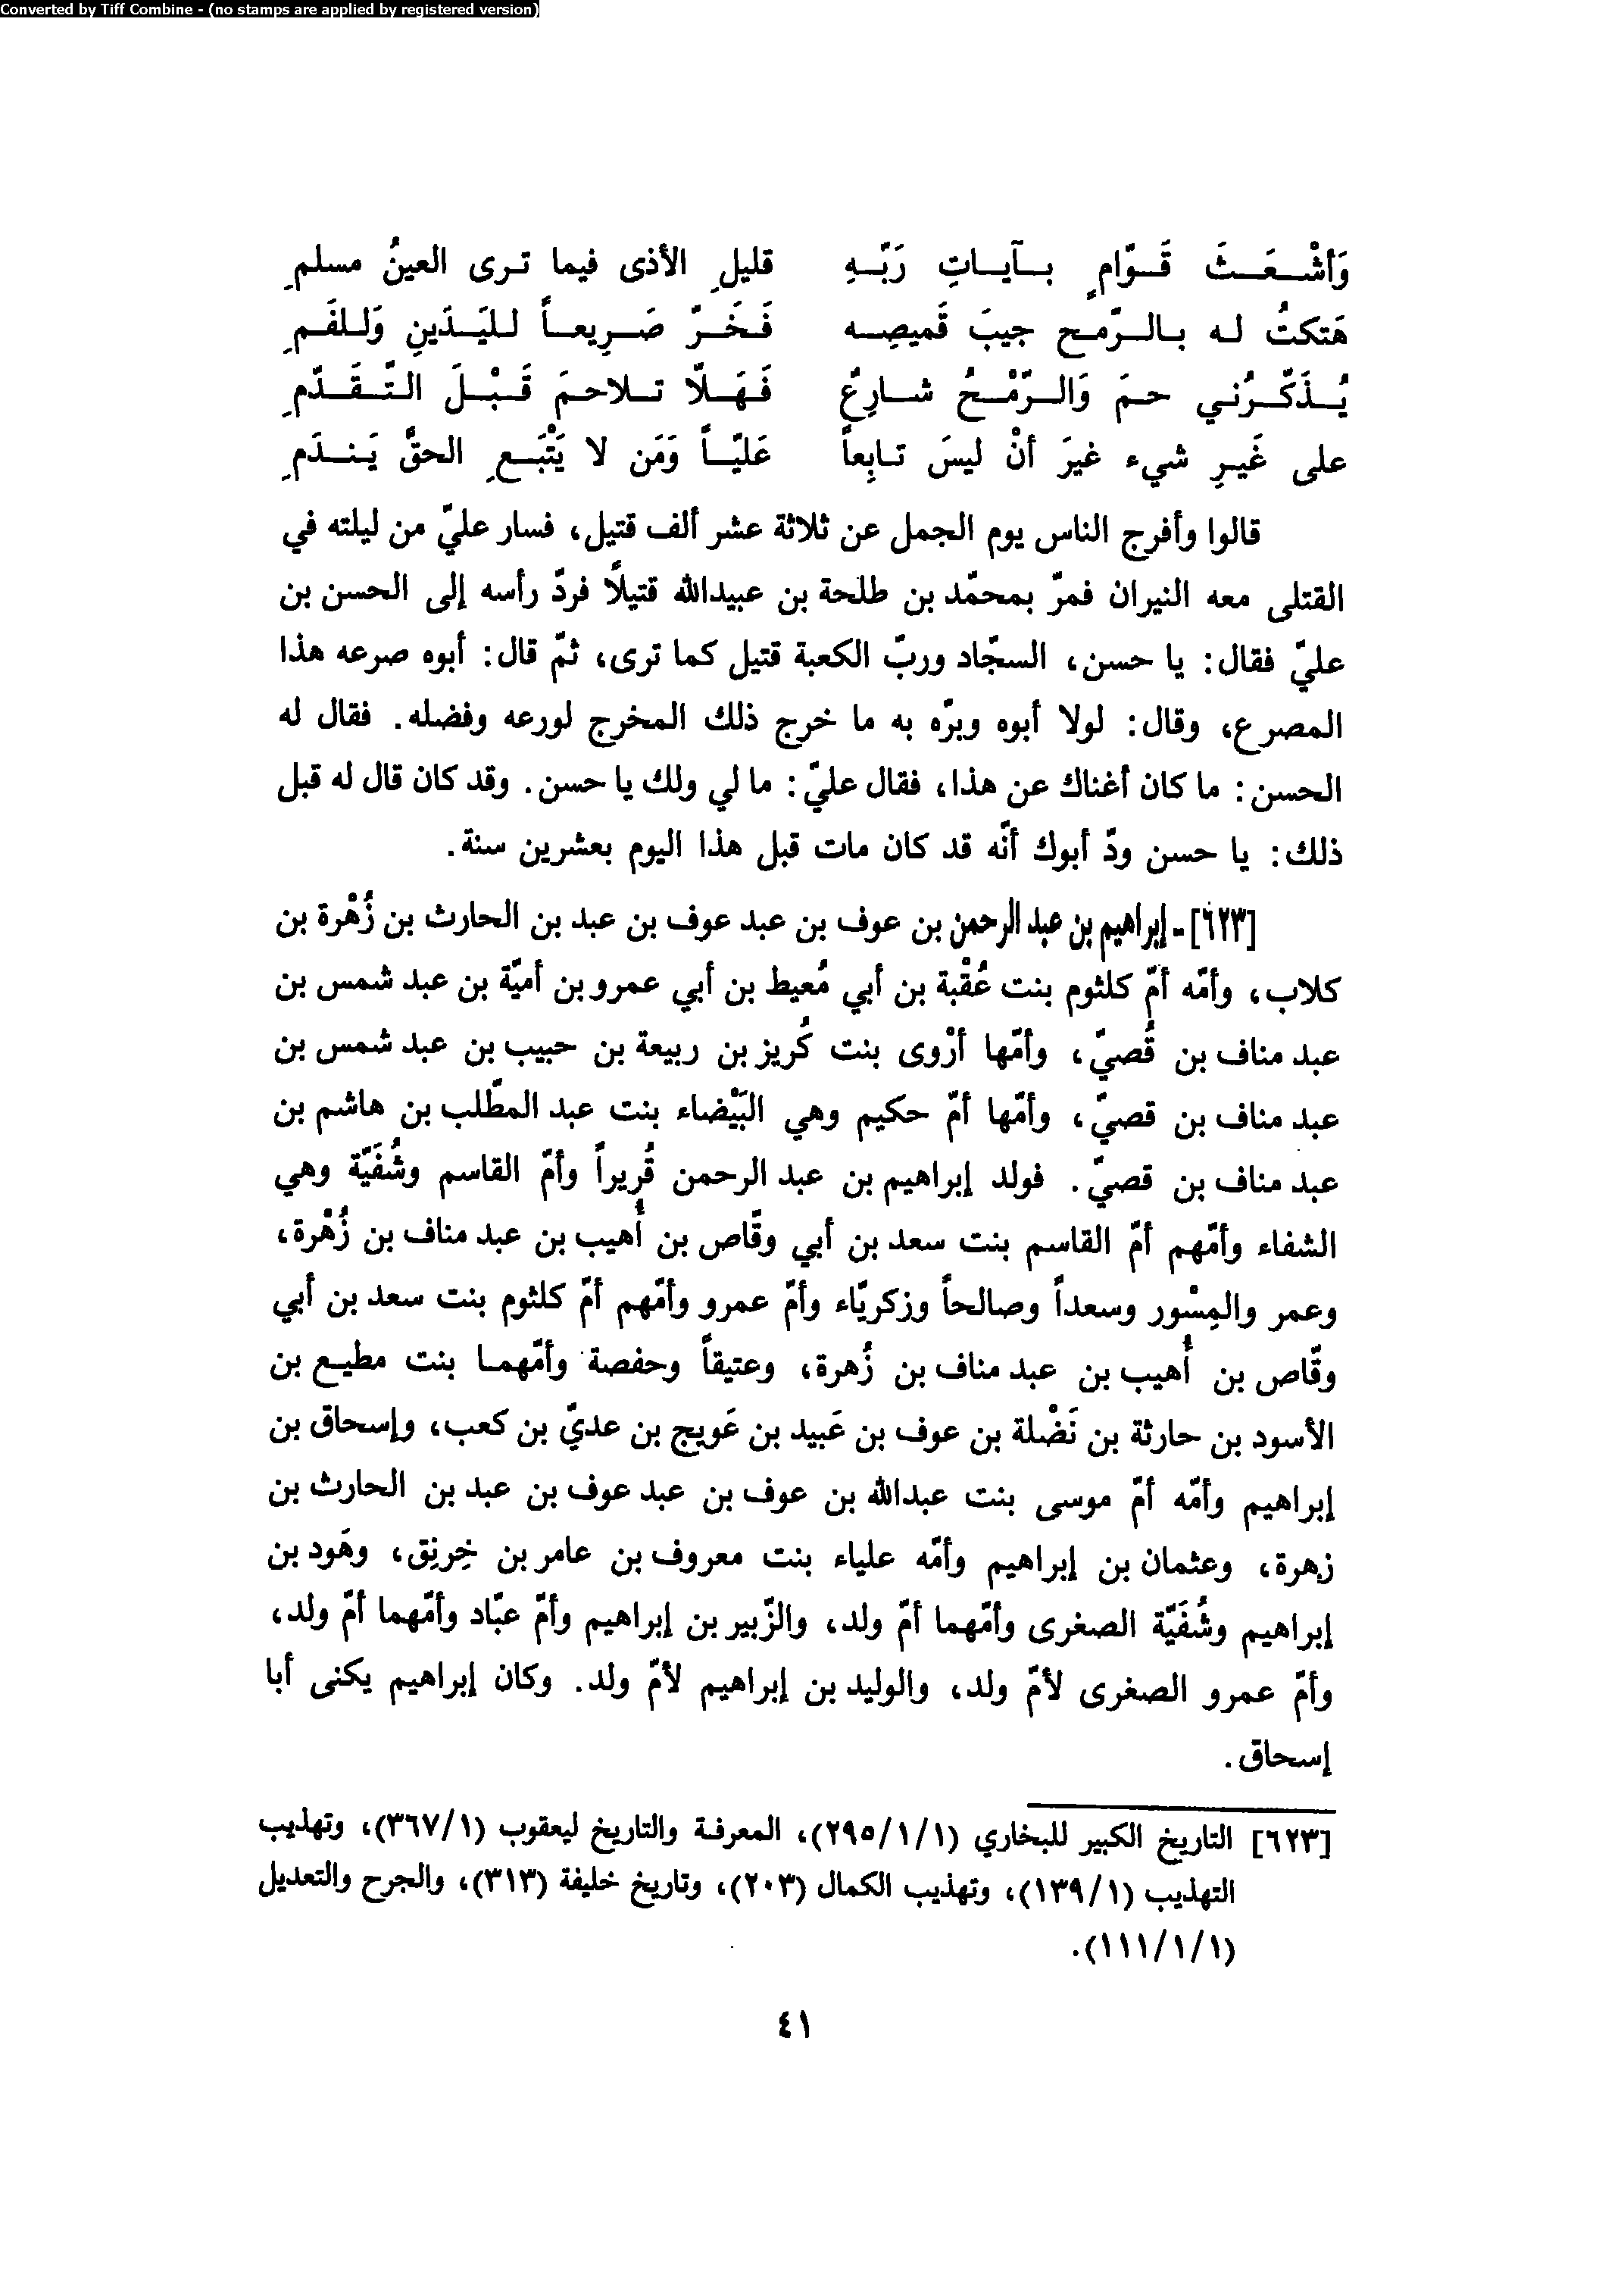 Converted by Tiff Combine - (no stamps are applied by registered version)
وَأشْعَثَ قَوّامٍ بآياتِ رَبّهِ قليلِ الأذى فيما ترى العينُ مسلمِ
هَتكتُ له بالرّمح جيبَ قَميصِه فَخَرّ صَرِيعاً لليَدَينِ وَللفَمِ
يُذَكّرُني حمَ وَالرّمْحُ شارِعٌ فَهَلّا تلاحمَ قَبْلَ التّقَدّمِ
على غَيرِ شيء غيرَ أنْ ليسَ تابِعاً عَليّاً وَمَن لا يَتْبَعِ الحقَّ يَندَمِ
قالوا وأفرج الناس يوم الجمل عن ثلاثة عشر ألف قتيل، فسار عليّ من ليلته في
القتلى معه النيران فمرّ بمحمّد بن طلحة بن عبيدالله قتيلًا فردّ رأسه إلى الحسن بن
عليّ فقال: يا حسن، السجّاد وربّ الكعبة قتيل كما ترى، ثمّ قال: أبوه صرعه هذا
المصرع، وقال: لولا أبوه وبرّه به ما خرج ذلك المخرج لورعه وفضله. فقال له
الحسن: ما كان أغناك عن هذا، فقال عليّ: ما لي ولك يا حسن. وقد كان قال له قبل
ذلك: يا حسن ودّ أبوك أنّه قد كان مات قبل هذا اليوم بعشرين سنة.
[٦٢٣]- إبراهيم بن عبد الرحمن بن عوف بن عبد عوف بن عبد بن الحارث بن زُهْرة بن
كلاب، وأمّه أمّ كلثوم بنت عُقْبة بن أبي مُعيط بن أبي عمرو بن أميّة بن عبد شمس بن
عبد مناف بن قُصيّ، وأمّها أرْوى بنت كُريز بن ربيعة بن حبيب بن عبد شمس بن
عبد مناف بن قصيّ، وأمّها أمّ حكيم وهي البَيْضاء بنت عبد المطّلب بن هاشم بن
عبد مناف بن قصيّ. فولد إبراهيم بن عبد الرحمن قُريراً وأمّ القاسم وشُفَيّة وهي
الشفاء وأمّهم أمّ القاسم بنت سعد بن أبي وقّاص بن أُهيب بن عبد مناف بن زُهْرة،
وعمر والمِسْور وسعداً وصالحاً وزكريّاء وأمّ عمرو وأمّهم أمّ كلثوم بنت سعد بن أبي
وقّاص بن أُهيب بن عبد مناف بن زُهرة، وعتيقاً وحفصة وأمّهما بنت مطيع بن
الأسود بن حارثة بن نَضْلة بن عوف بن عَبيد بن عَويج بن عديّ بن كعب، وإسحاق بن
إبراهيم وأمّه أمّ موسى بنت عبدالله بن عوف بن عبد عوف بن عبد بن الحارث بن
زهرة، وعثمان بن إبراهيم وأمّه علياء بنت معروف بن عامر بن خِرنِق، وهَود بن
إبراهيم وشُفَيّة الصغرى وأمّهما أمّ ولد، والزّبير بن إبراهيم وأمّ عبّاد وأمّهما أمّ ولد،
وأمّ عمرو الصغرى لأمّ ولد، والوليد بن إبراهيم لأمّ ولد. وكان إبراهيم يكنى أبا
إسحاق.
[٦٢٣] التاريخ الكبير للبخاري (٢٩٥/١/١)، المعرفة والتاريخ ليعقوب (٣٦٧/١)، وتهذيب
التهذيب (١٣٩/١)، وتهذيب الكمال (٢٠٣)، وتاريخ خليفة (٣١٣)، والجرح والتعديل
(١١١/١/١).
٤١